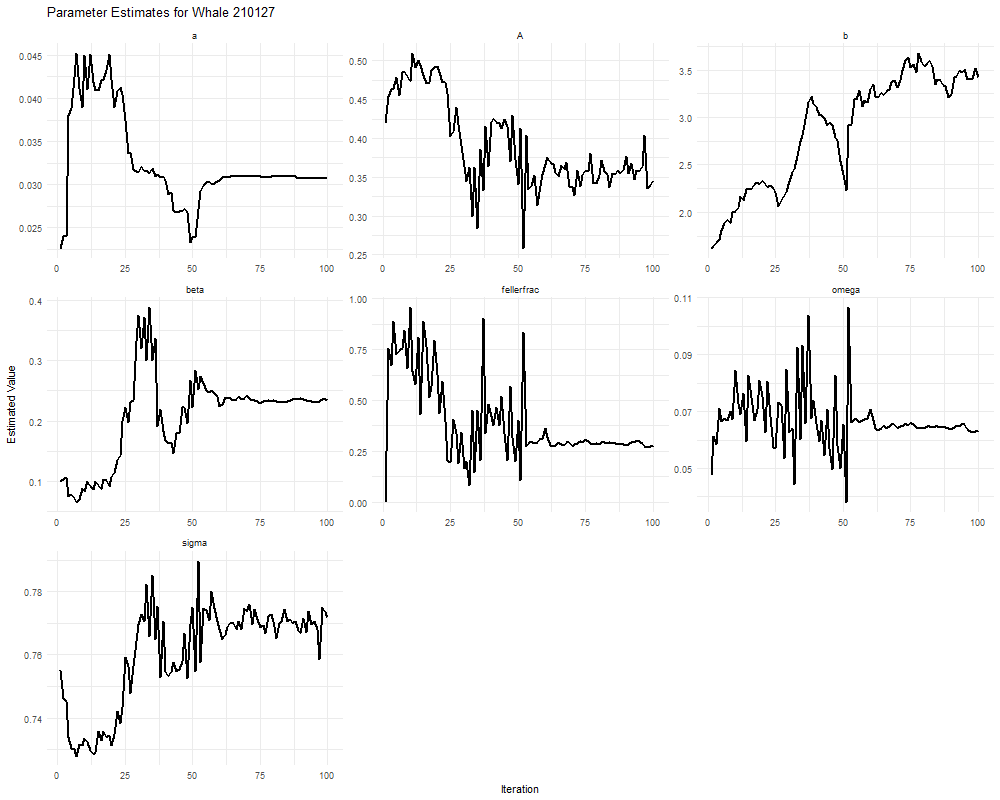 Parameter Estimates for Whale 210127
a
A
b
0.045
0.040
0.035
0.030
0.025
0.50
0.45
0.40
0.35
0.30
0.25
3.5
3.0
2.5
2.0
0 25 50 75 100
0 25 50 75 100
0 25 50 75 100
beta
fellerfrac
omega
0.4
0.3
0.2
0.1
1.00
0.75
0.50
0.25
0.00
0.11
0.09
0.07
0.05
0 25 50 75 100
0 25 50 75 100
0 25 50 75 100
sigma
0.78
0.76
0.74
0 25 50 75 100
Estimated Value
Iteration